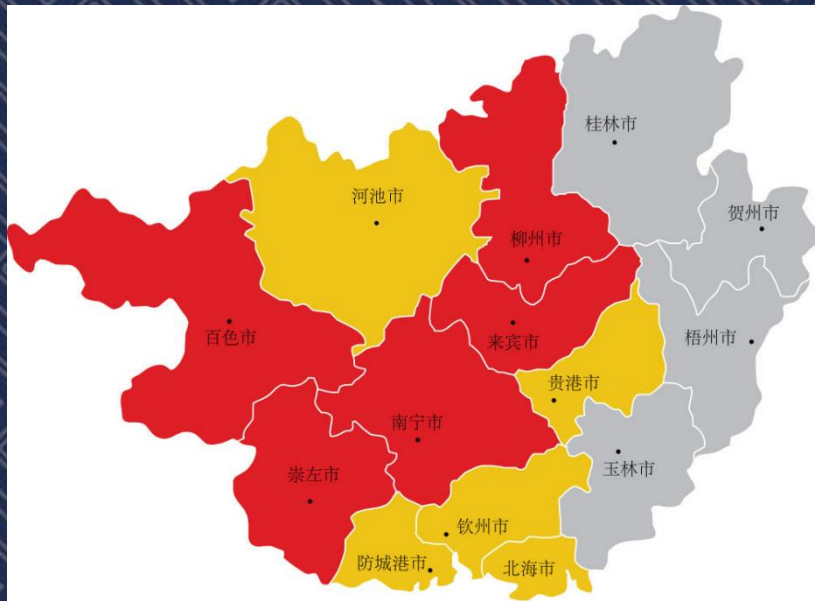 桂林市
河池市
贺州市
柳州市
百色市
来宾市
梧州市
贵港市
南宁市
玉林市
崇左市
钦州市
防城港市
北海市